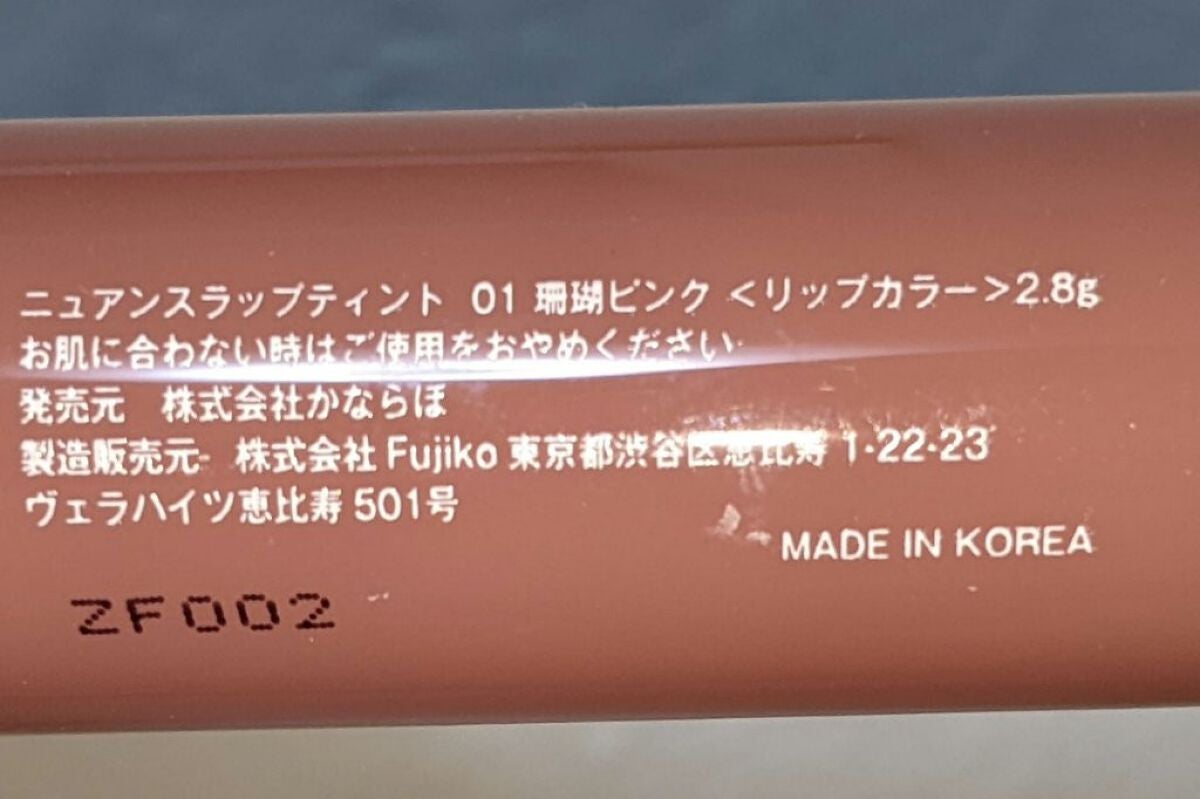 ニュアンスラップティント 01 珊瑚ピンク <リップカラー>2.8g
お肌に合わない時はご使用をおやめください
発売元 株式会社かならぼ
製造販売元 株式会社 Fujiko 東京都渋谷区恵比寿 1-22-23
ヴェラハイツ恵比寿 501号
MADE IN KOREA
ZF002